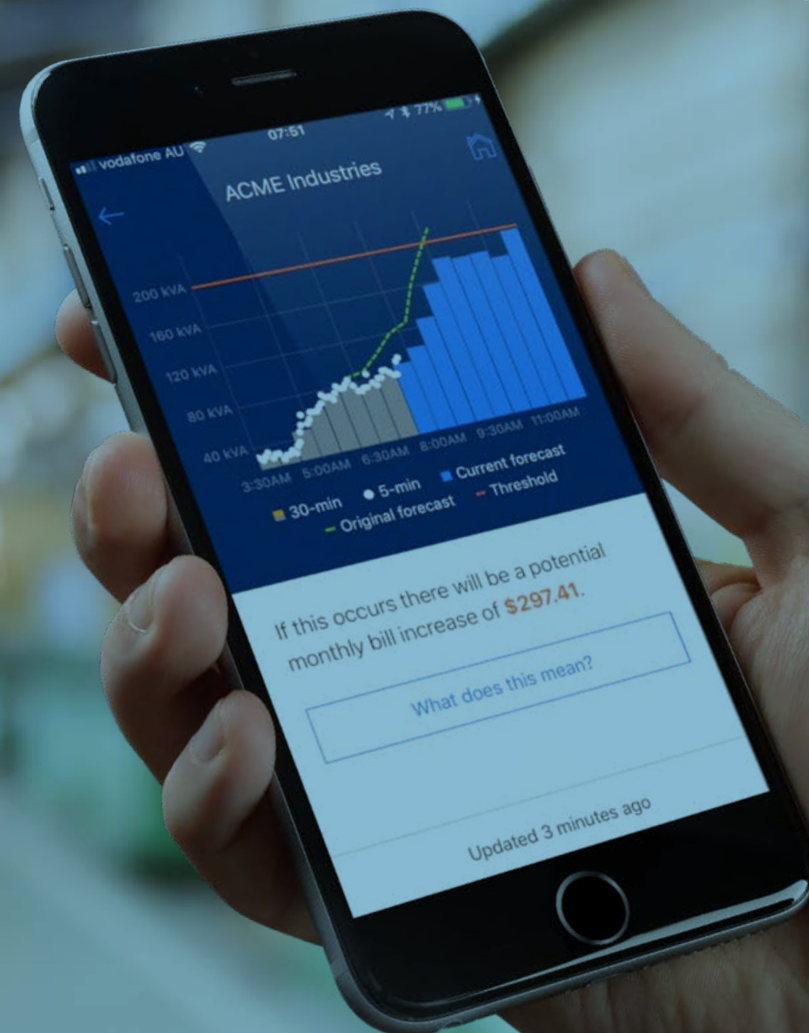 vodafone AU 07:51 77%
ACME Industries
200 kVA
160 kVA
120 kVA
80 kVA
40 kVA
3:30AM 5:00AM 6:30AM 8:00AM 9:30AM 11:00AM
30-min 5-min Current forecast
Original forecast Threshold
If this occurs there will be a potential
monthly bill increase of $297.41.
What does this mean?
Updated 3 minutes ago